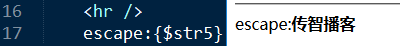 16 <hr />
17 escape:{$str5}
escape:传智播客